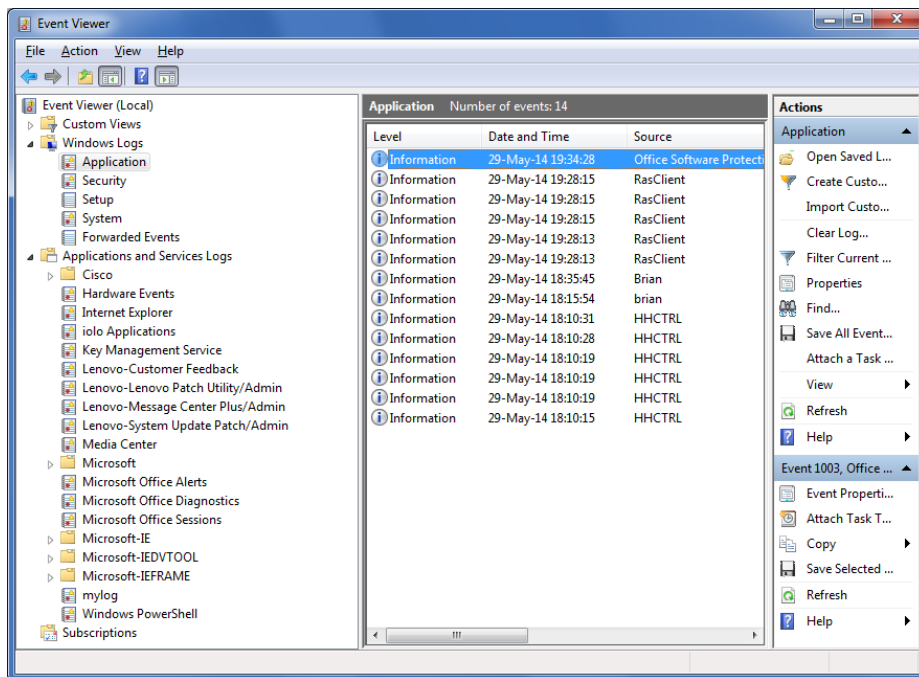 Event Viewer
File Action View Help
Event Viewer (Local)
Custom Views
Windows Logs
Application
Security
Setup
System
Forwarded Events
Applications and Services Logs
Cisco
Hardware Events
Internet Explorer
iolo Applications
Key Management Service
Lenovo-Customer Feedback
Lenovo-Lenovo Patch Utility/Admin
Lenovo-Message Center Plus/Admin
Lenovo-System Update Patch/Admin
Media Center
Microsoft
Microsoft Office Alerts
Microsoft Office Diagnostics
Microsoft Office Sessions
Microsoft-IE
Microsoft-IEDVTOOL
Microsoft-IEFRAME
mylog
Windows PowerShell
Subscriptions
Application Number of events: 14
Level Date and Time Source
Information 29-May-14 19:34:28 Office Software Protecti
Information 29-May-14 19:28:15 RasClient
Information 29-May-14 19:28:15 RasClient
Information 29-May-14 19:28:15 RasClient
Information 29-May-14 19:28:13 RasClient
Information 29-May-14 19:28:13 RasClient
Information 29-May-14 18:35:45 Brian
Information 29-May-14 18:15:54 brian
Information 29-May-14 18:10:31 HHCTRL
Information 29-May-14 18:10:28 HHCTRL
Information 29-May-14 18:10:19 HHCTRL
Information 29-May-14 18:10:19 HHCTRL
Information 29-May-14 18:10:19 HHCTRL
Information 29-May-14 18:10:15 HHCTRL
Actions
Application
Open Saved L...
Create Custo...
Import Custo...
Clear Log...
Filter Current ...
Properties
Find...
Save All Event...
Attach a Task ...
View
Refresh
Help
Event 1003, Office ...
Event Properti...
Attach Task T...
Copy
Save Selected ...
Refresh
Help